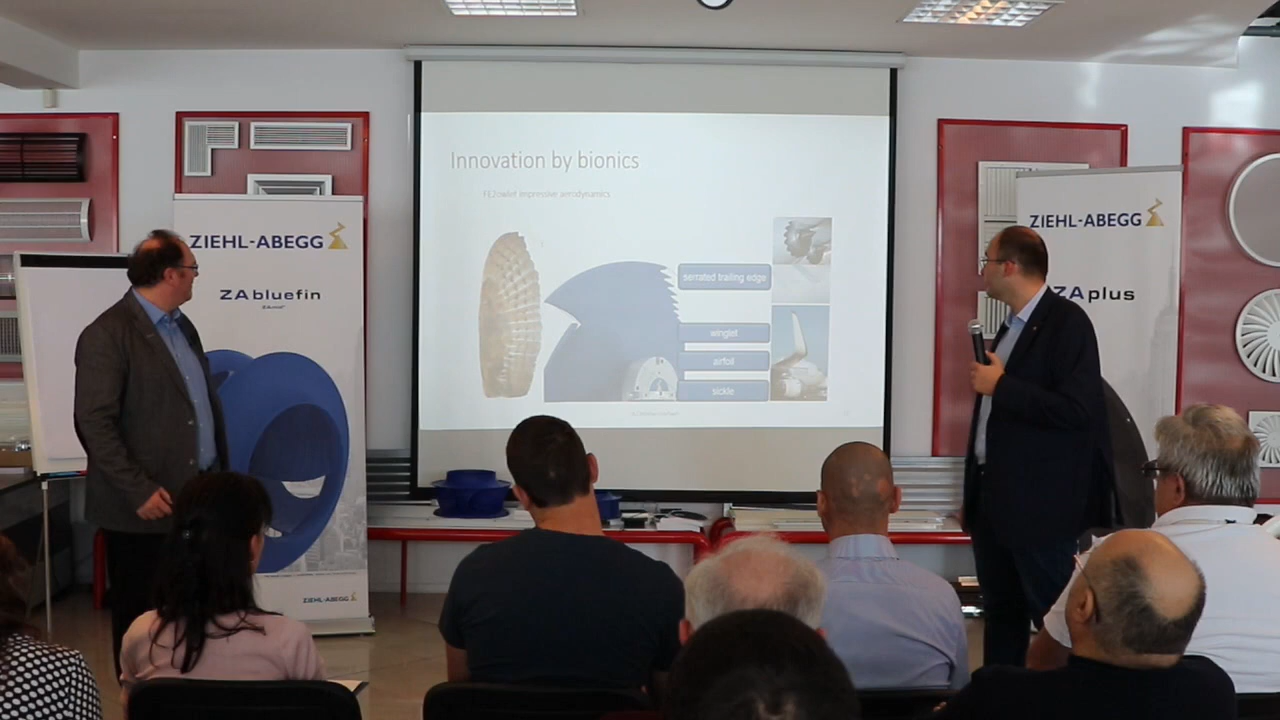 Innovation by bionics
FE2owlet impressive aerodynamics
serrated trailing edge
winglet
airfoil
sickle
ZIEHL-ABEGG
ZAbluefin
ZIEHL-ABEGG
ZIEHL-ABEGG
ZAplus